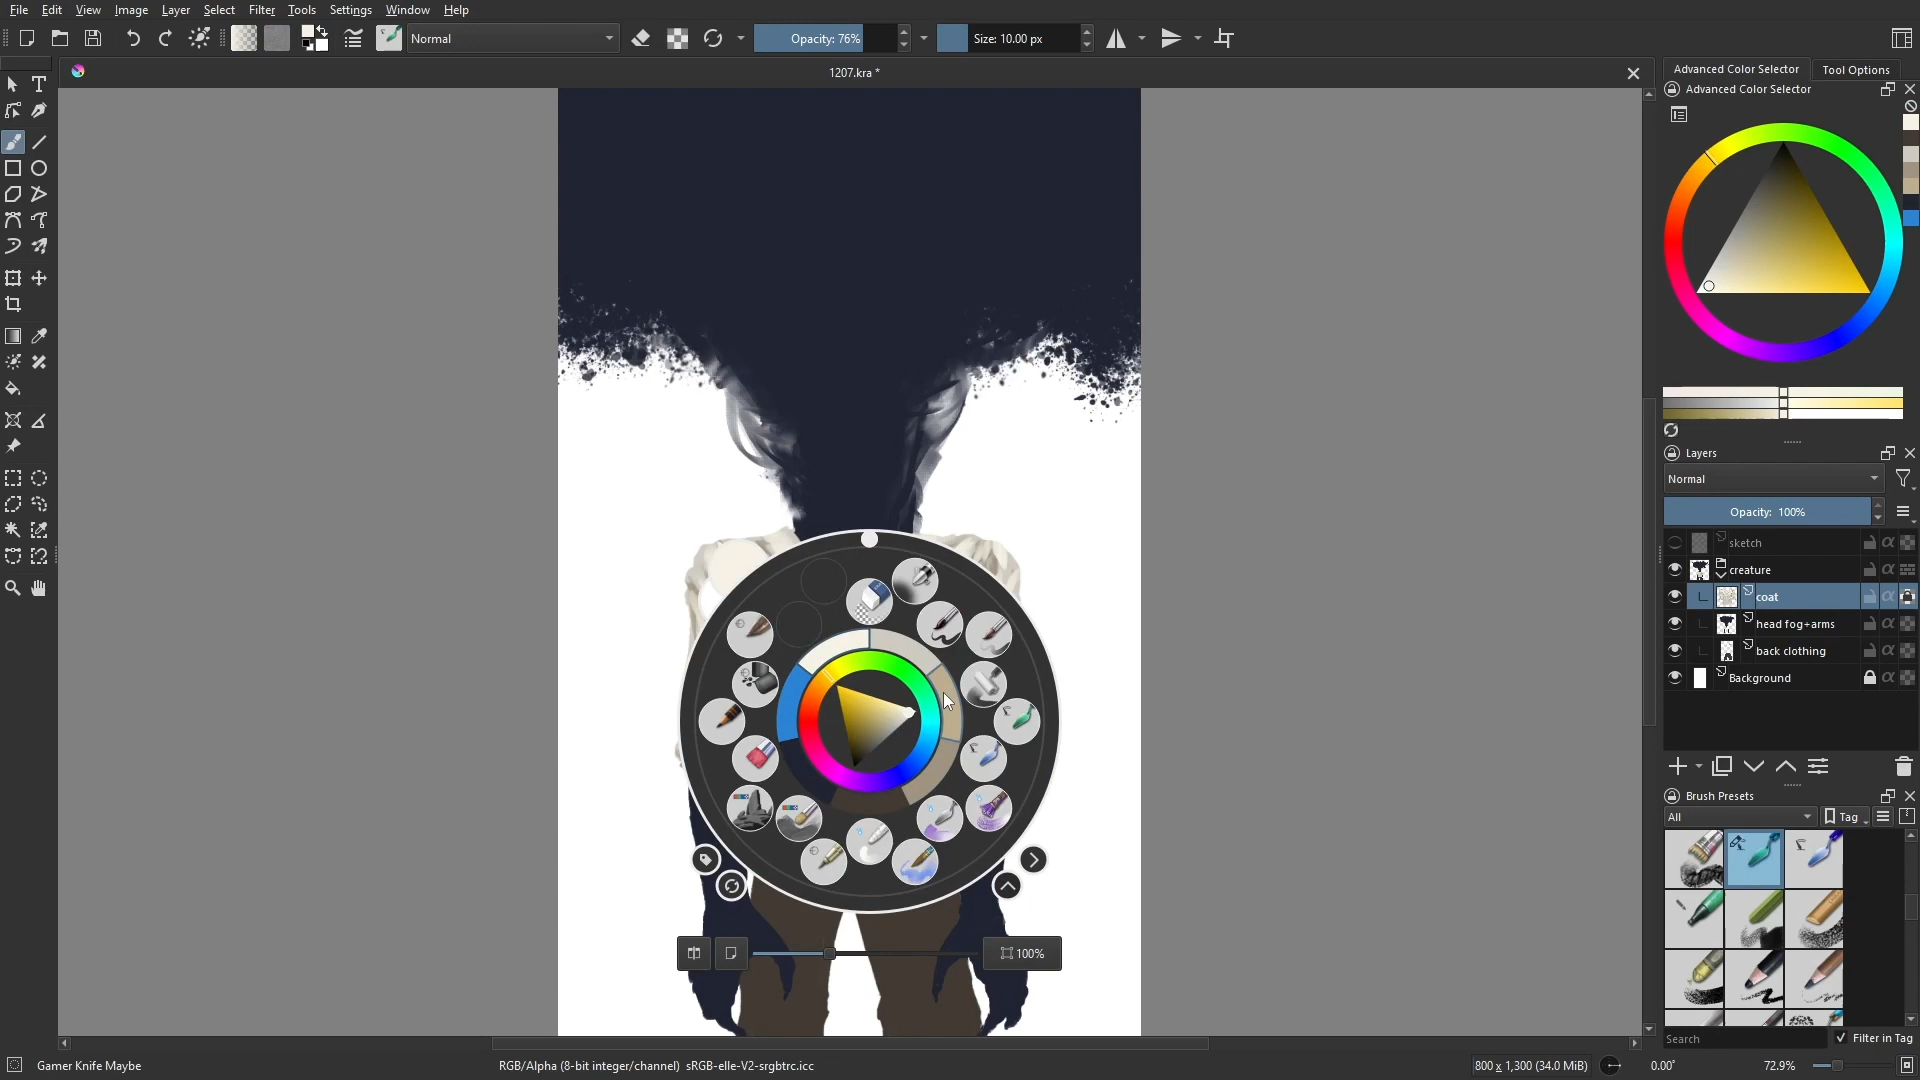 File Edit View Image Layer Select Filter Tools Settings Window Help
Normal
Opacity: 76%
Size: 10.00 px
1207.kra *
Advanced Color Selector
Tool Options
Advanced Color Selector
Layers
Normal
Opacity: 100%
sketch
creature
coat
head fog+arms
back clothing
Background
Brush Presets
All
Tag
100%
Search
Filter in Tag
Gamer Knife Maybe
RGB/Alpha (8-bit integer/channel) sRGB-elle-V2-srgbtrc.icc
800 x 1,300 (34.0 MiB)
0.00°
72.9%